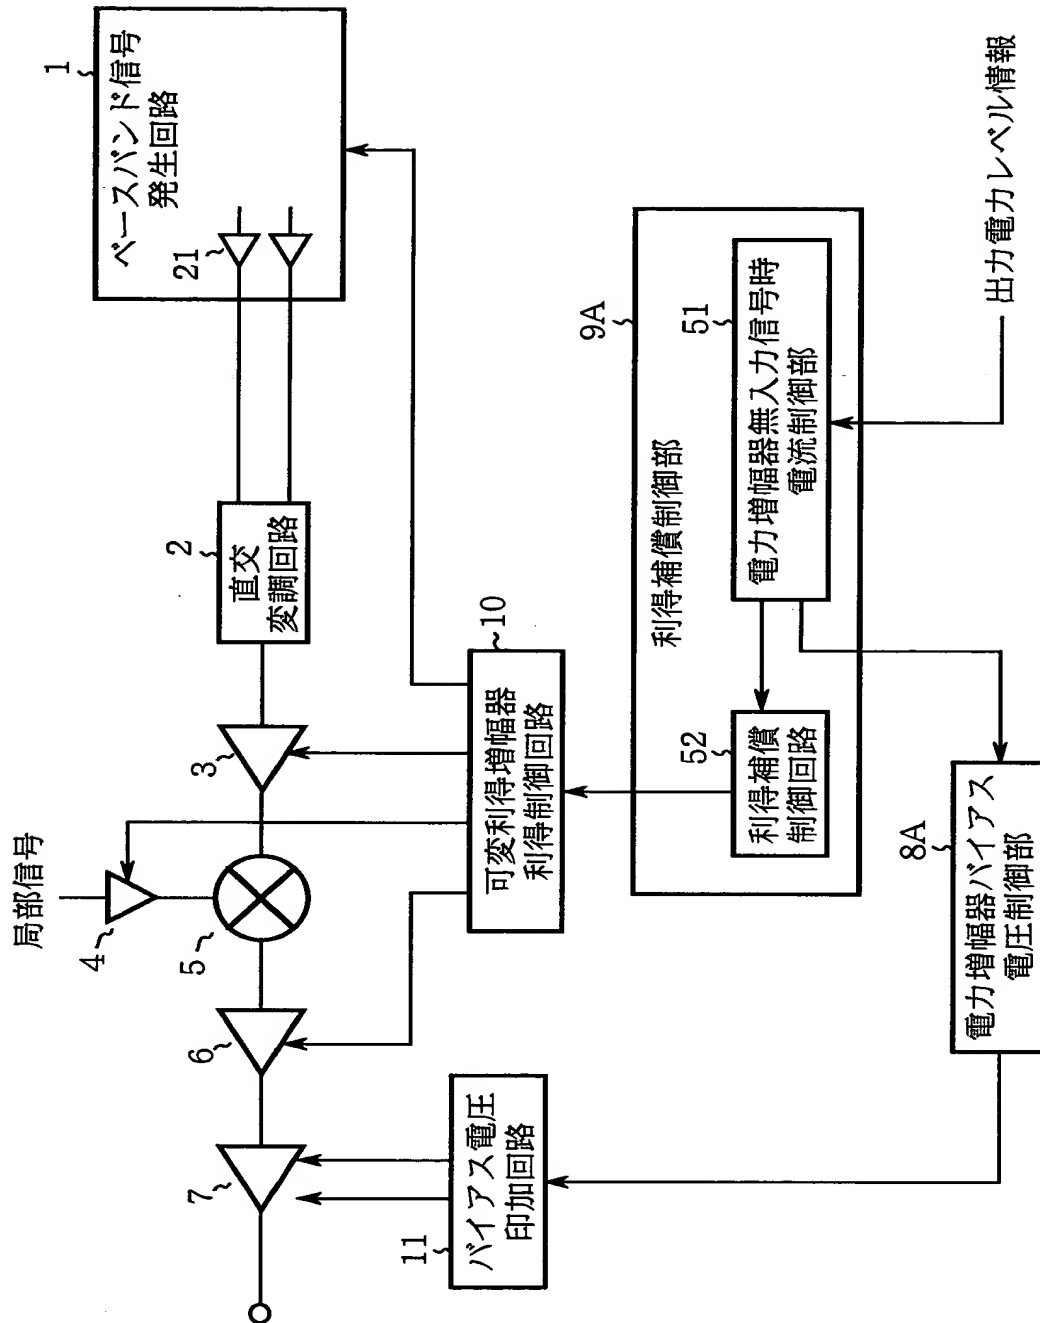 1
ベースバンド信号
発生回路
21
2
直交
変調回路
3
局部信号
4
5
6
7
10
可変利得増幅器
利得制御回路
11
バイアス電圧
印加回路
9A
利得補償制御部
51
電力増幅器無入力信号時
電流制御部
52
利得補償
制御回路
8A
電力増幅器バイアス
電圧制御部
出力電力レベル情報